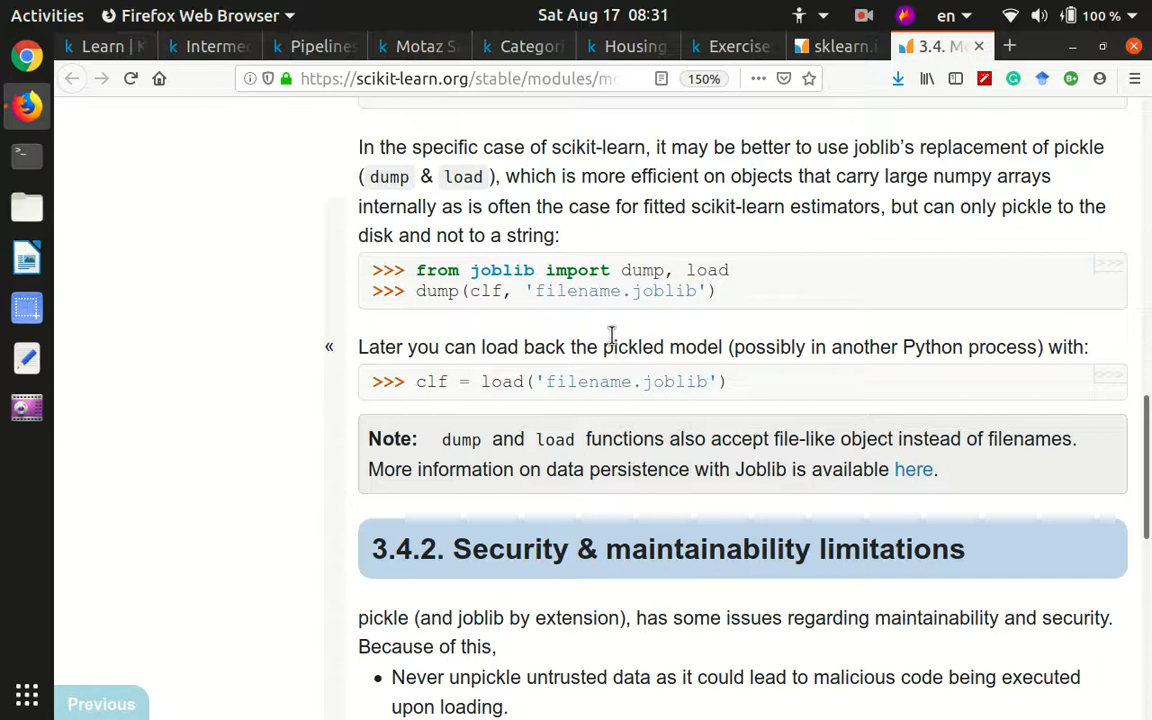 Activities Firefox Web Browser Sat Aug 17 08:31 en 100 %
Learn | K Interme Pipelines Motaz S Categori Housing Exercise sklearn.i 3.4. Mo
https://scikit-learn.org/stable/modules/mo 150%
In the specific case of scikit-learn, it may be better to use joblib’s replacement of pickle
(dump & load), which is more efficient on objects that carry large numpy arrays
internally as is often the case for fitted scikit-learn estimators, but can only pickle to the
disk and not to a string:
>>> from joblib import dump, load >>>
>>> dump(clf, 'filename.joblib')
« Later you can load back the pickled model (possibly in another Python process) with:
>>> clf = load('filename.joblib') >>>
Note: dump and load functions also accept file-like object instead of filenames.
More information on data persistence with Joblib is available here.
3.4.2. Security & maintainability limitations
pickle (and joblib by extension), has some issues regarding maintainability and security.
Because of this,
• Never unpickle untrusted data as it could lead to malicious code being executed
upon loading.
Previous